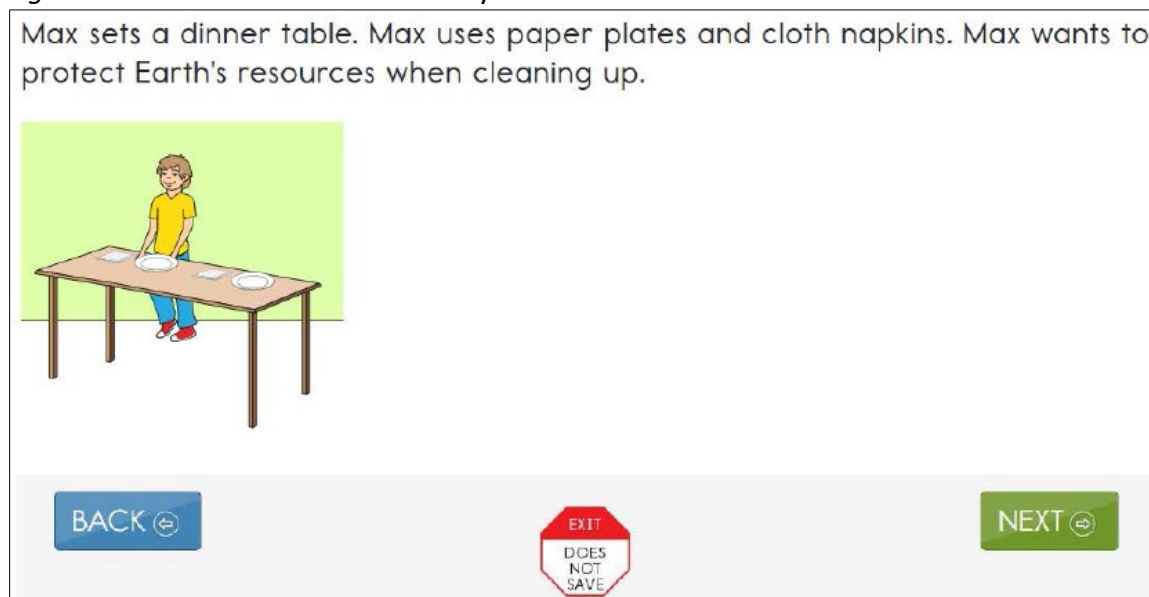 Max sets a dinner table. Max uses paper plates and cloth napkins. Max wants to
protect Earth's resources when cleaning up.
BACK
EXIT
DOES
NOT
SAVE
NEXT